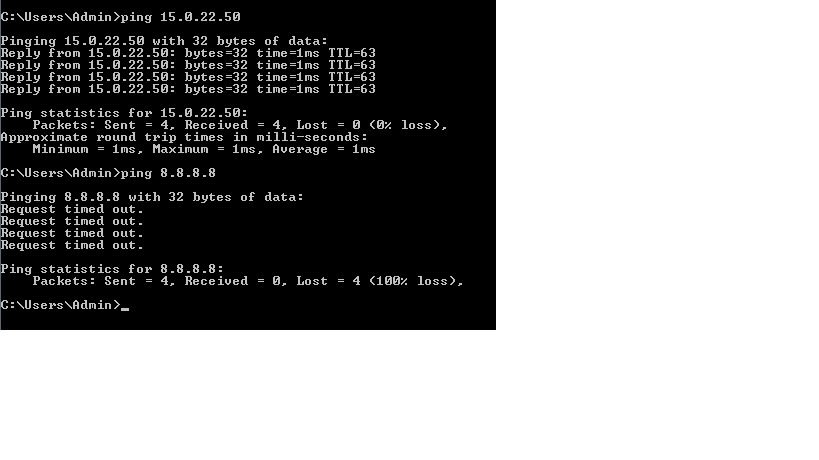 C:\Users\Admin>ping 15.0.22.50
Pinging 15.0.22.50 with 32 bytes of data:
Reply from 15.0.22.50: bytes=32 time=1ms TTL=63
Reply from 15.0.22.50: bytes=32 time=1ms TTL=63
Reply from 15.0.22.50: bytes=32 time=1ms TTL=63
Reply from 15.0.22.50: bytes=32 time=1ms TTL=63
Ping statistics for 15.0.22.50:
    Packets: Sent = 4, Received = 4, Lost = 0 (0% loss),
Approximate round trip times in milli-seconds:
    Minimum = 1ms, Maximum = 1ms, Average = 1ms
C:\Users\Admin>ping 8.8.8.8
Pinging 8.8.8.8 with 32 bytes of data:
Request timed out.
Request timed out.
Request timed out.
Request timed out.
Ping statistics for 8.8.8.8:
    Packets: Sent = 4, Received = 0, Lost = 4 (100% loss),
C:\Users\Admin>_